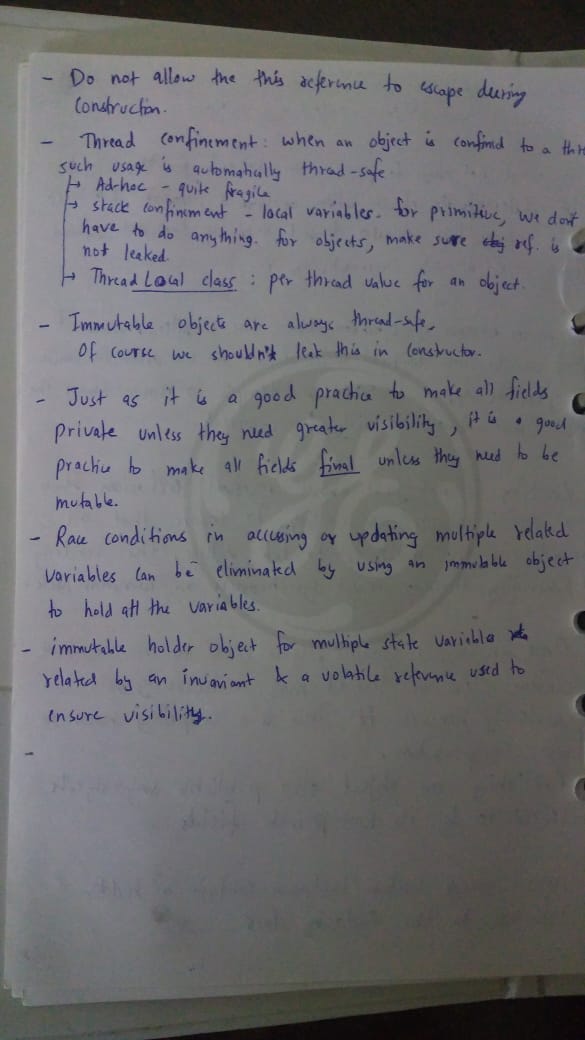 - Do not allow the this reference to escape during
Construction.
- Thread confinement : when an object is confined to a thre
such usage is automatically thread-safe
↳ Ad-hoc - quite fragile
↳ stack confinement - local variables. for primitive, we dont
have to do anything. for objects, make sure ref. is
not leaked.
↳ Thread Local class : per thread value for an object.
- Immutable objects are always thread-safe.
Of course we shouldn't leak this in constructor.
- Just as it is a good practice to make all fields
private unless they need greater visibility, it is a good
practice to make all fields final unless they need to be
mutable.
- Race conditions in accessing or updating multiple related
variables can be eliminated by using an immutable object
to hold all the variables.
- immutable holder object for multiple state variables
related by an invariant & a volatile reference used to
ensure visibility.
-